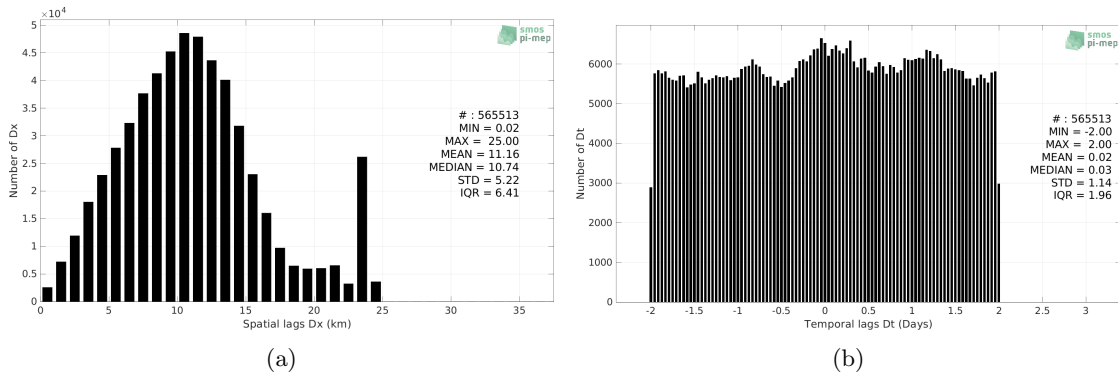 ×10⁴
5
4.5
4
3.5
3
2.5
2
1.5
1
0.5
0
Number of Dx
0 5 10 15 20 25 30 35
Spatial lags Dx (km)
smos
pi-mep
# : 565513
MIN = 0.02
MAX = 25.00
MEAN = 11.16
MEDIAN = 10.74
STD = 5.22
IQR = 6.41
(a)
6000
5000
4000
3000
2000
1000
0
Number of Dt
-2 -1.5 -1 -0.5 0 0.5 1 1.5 2 2.5 3
Temporal lags Dt (Days)
smos
pi-mep
# : 565513
MIN = -2.00
MAX = 2.00
MEAN = 0.02
MEDIAN = 0.03
STD = 1.14
IQR = 1.96
(b)